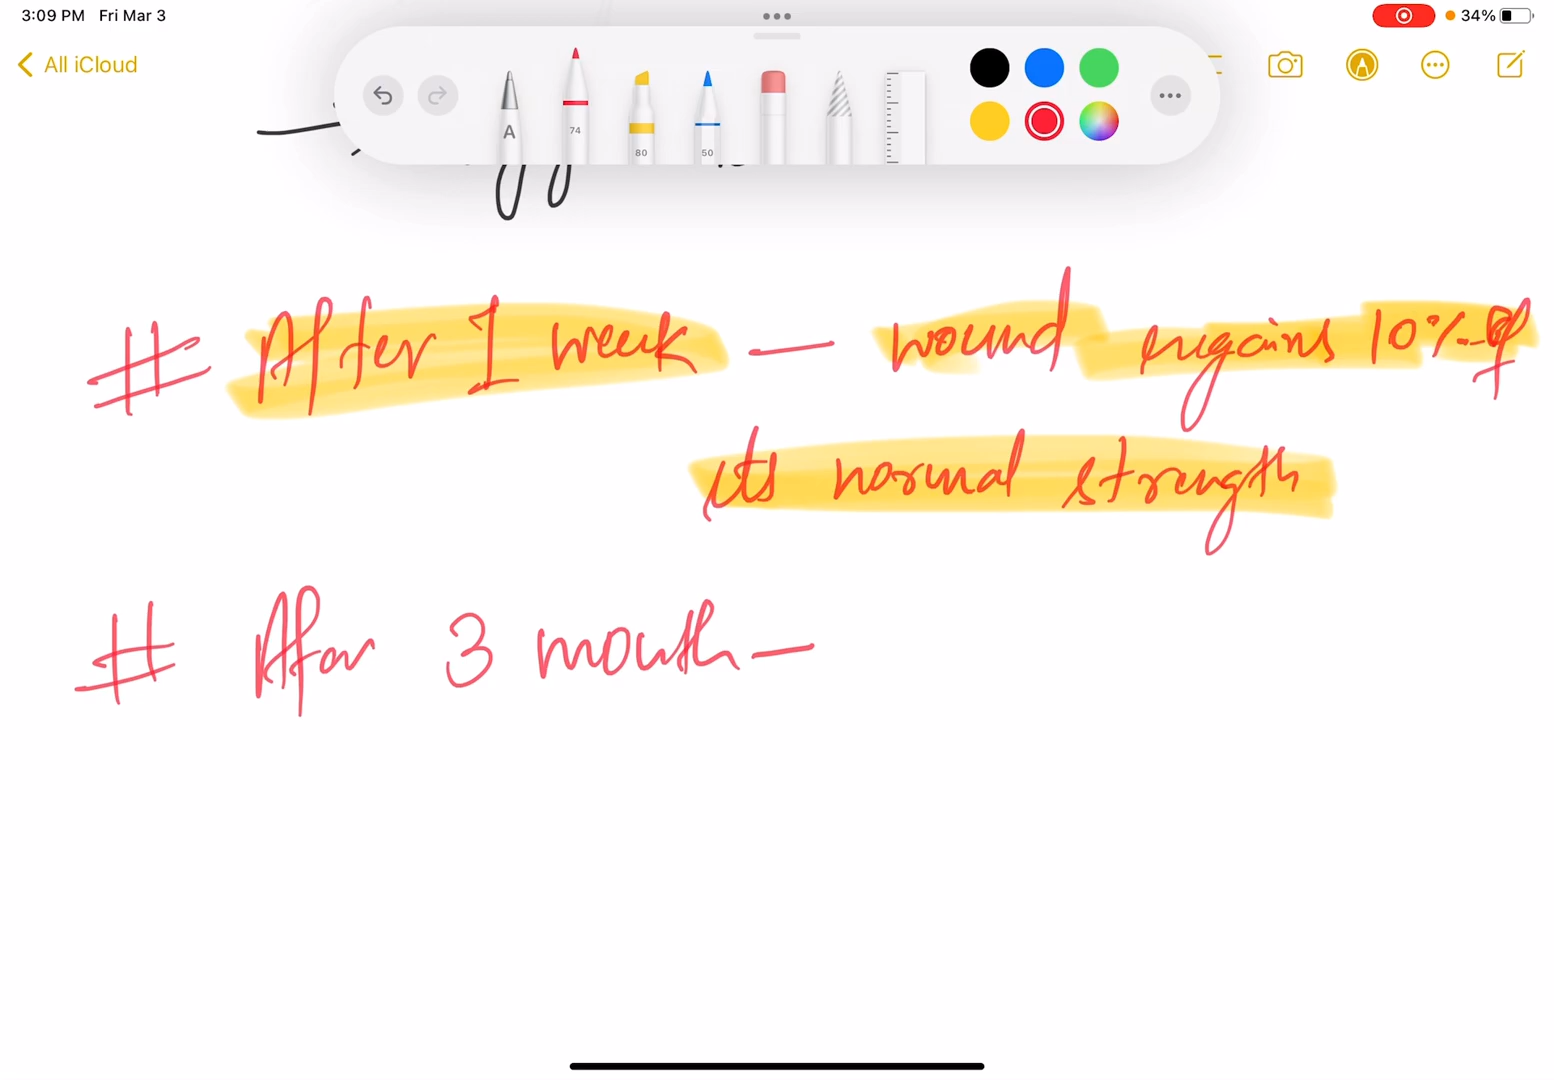 3:09 PM Fri Mar 3
34%
All iCloud
A
74
80
50
# After 1 week — wound regains 10% of
its normal strength
# After 3 month —